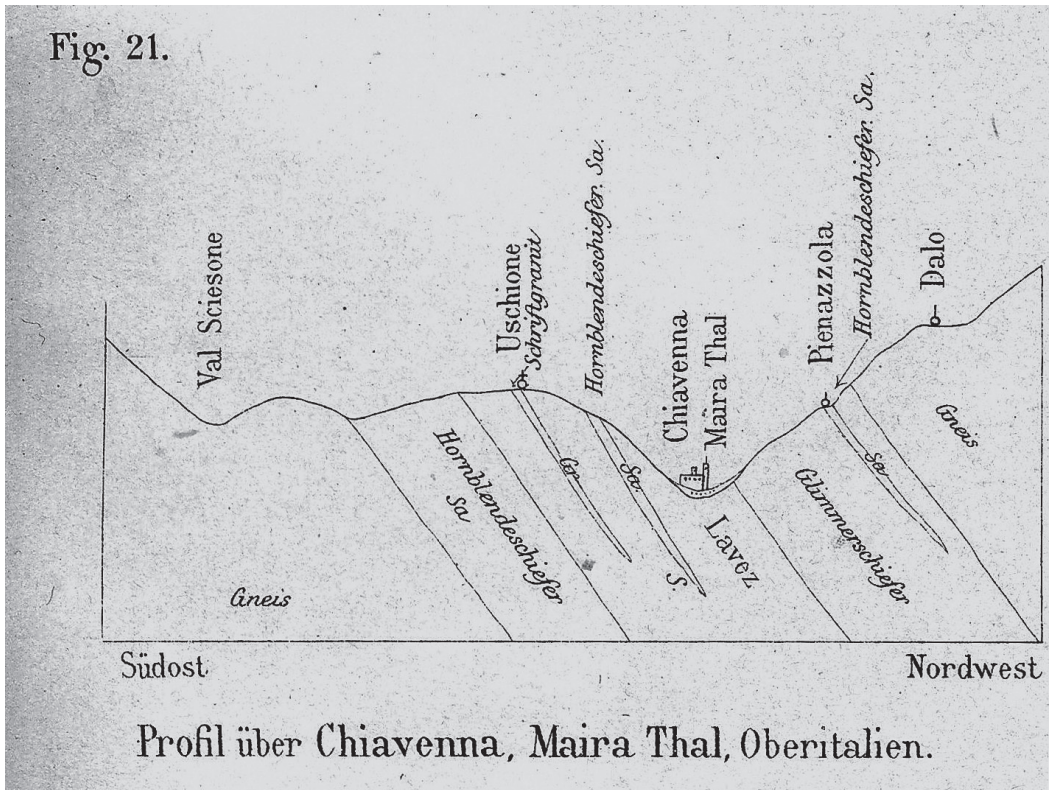 Fig. 21.
Val Sciesone
Uschione
Schriftgranit
Hornblendeschiefer. Sa.
Chiavenna
Maira Thal
Pienazzola
Hornblendeschiefer. Sa.
Dalo
Gneis
Hornblendeschiefer
Sa
Gr
Sa.
S.
Lavez
Glimmerschiefer
Sa
Gneis
Südost.
Nordwest
Profil über Chiavenna, Maira Thal, Oberitalien.